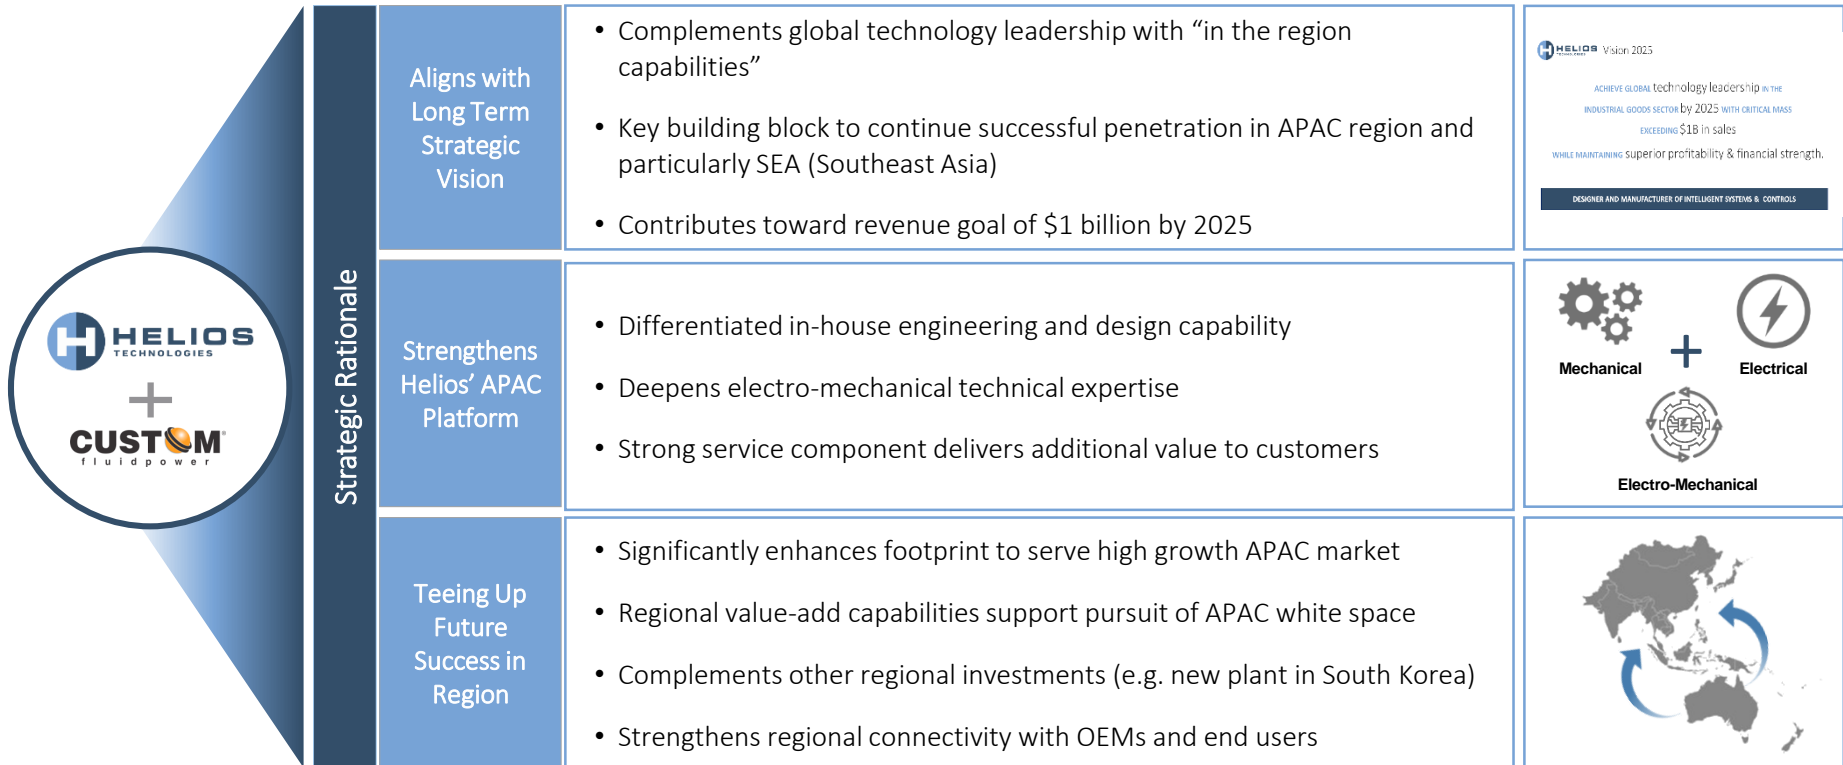 HELIOS
TECHNOLOGIES
CUSTOM
fluidpower
Strategic Rationale
Aligns with
Long Term
Strategic
Vision
• Complements global technology leadership with “in the region
capabilities”
• Key building block to continue successful penetration in APAC region and
particularly SEA (Southeast Asia)
• Contributes toward revenue goal of $1 billion by 2025
HELIOS
TECHNOLOGIES
Vision 2025
ACHIEVE GLOBAL technology leadership IN THE
INDUSTRIAL GOODS SECTOR by 2025 WITH CRITICAL MASS
EXCEEDING $1B in sales
WHILE MAINTAINING superior profitability & financial strength.
DESIGNER AND MANUFACTURER OF INTELLIGENT SYSTEMS & CONTROLS
Strengthens
Helios’ APAC
Platform
• Differentiated in-house engineering and design capability
• Deepens electro-mechanical technical expertise
• Strong service component delivers additional value to customers
Mechanical
+
Electrical
Electro-Mechanical
Teeing Up
Future
Success in
Region
• Significantly enhances footprint to serve high growth APAC market
• Regional value-add capabilities support pursuit of APAC white space
• Complements other regional investments (e.g. new plant in South Korea)
• Strengthens regional connectivity with OEMs and end users